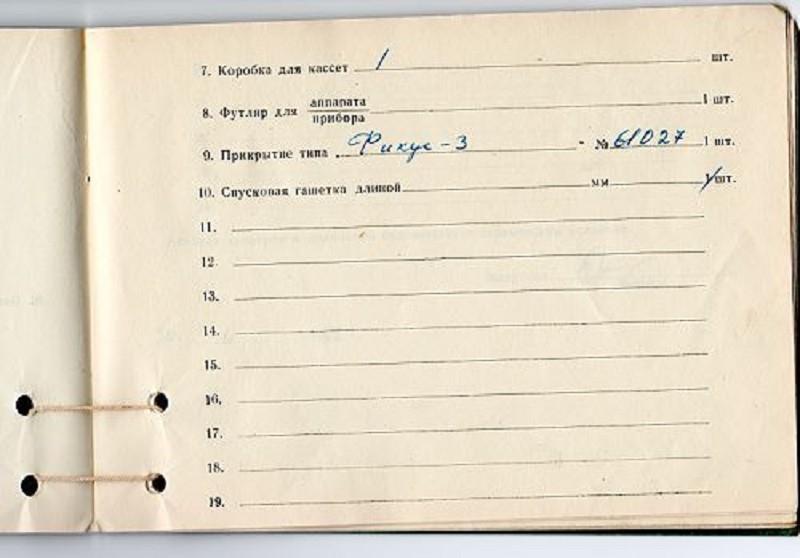 7. Коробка для кассет 1 шт.
8. Футляр для аппарата прибора 1 шт.
9. Прикрытие типа Фикус-3 - № 61027 1 шт.
10. Спусковая гашетка длиной мм шт.
11.
12.
13.
14.
15.
16.
17.
18.
19.